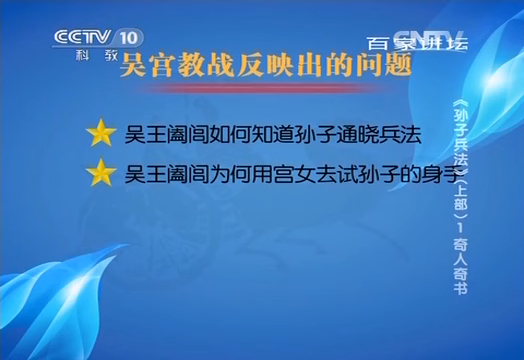 CCTV 10
科教
CNTV
百家讲坛
吴宫教战反映出的问题
吴王阖闾如何知道孙子通晓兵法
吴王阖闾为何用宫女去试孙子的身手
《孙子兵法》（上部）1 奇人奇书